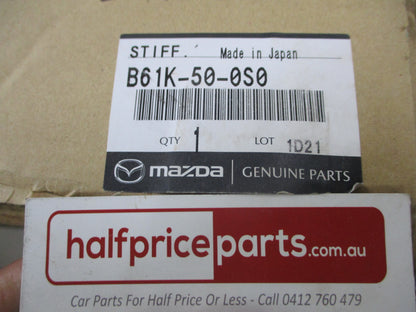 STIFF. Made in Japan
B61K-50-0S0
QTY 1 LOT 1D21
mazda GENUINE PARTS
halfpriceparts.com.au
Car Parts For Half Price Or Less - Call 0412 760 479